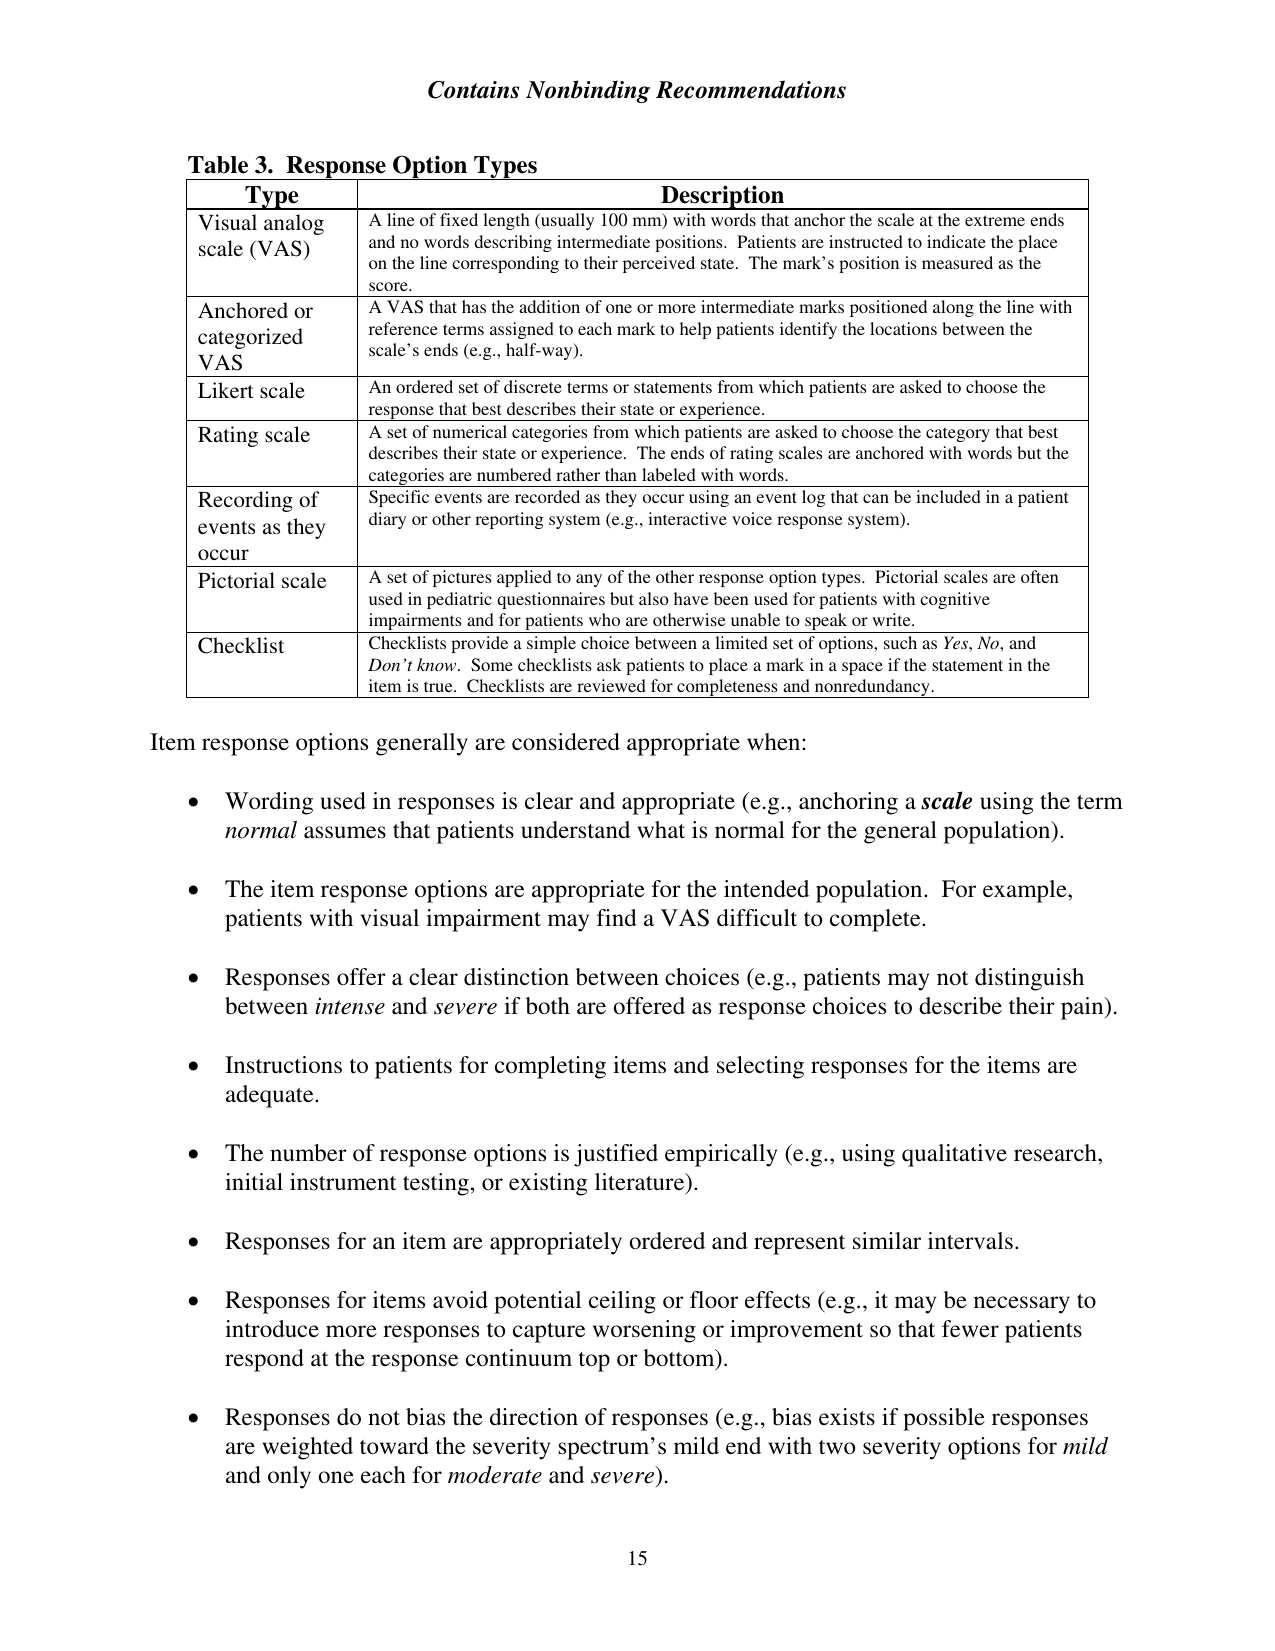 Contains Nonbinding Recommendations
Table 3.  Response Option Types
Type
Description
Visual analog
scale (VAS)
A line of fixed length (usually 100 mm) with words that anchor the scale at the extreme ends
and no words describing intermediate positions.  Patients are instructed to indicate the place
on the line corresponding to their perceived state.  The mark’s position is measured as the
score.
Anchored or
categorized
VAS
A VAS that has the addition of one or more intermediate marks positioned along the line with
reference terms assigned to each mark to help patients identify the locations between the
scale’s ends (e.g., half-way).
Likert scale
An ordered set of discrete terms or statements from which patients are asked to choose the
response that best describes their state or experience.
Rating scale
A set of numerical categories from which patients are asked to choose the category that best
describes their state or experience.  The ends of rating scales are anchored with words but the
categories are numbered rather than labeled with words.
Recording of
events as they
occur
Specific events are recorded as they occur using an event log that can be included in a patient
diary or other reporting system (e.g., interactive voice response system).
Pictorial scale
A set of pictures applied to any of the other response option types.  Pictorial scales are often
used in pediatric questionnaires but also have been used for patients with cognitive
impairments and for patients who are otherwise unable to speak or write.
Checklist
Checklists provide a simple choice between a limited set of options, such as Yes, No, and
Don’t know.  Some checklists ask patients to place a mark in a space if the statement in the
item is true.  Checklists are reviewed for completeness and nonredundancy.
Item response options generally are considered appropriate when:
• Wording used in responses is clear and appropriate (e.g., anchoring a scale using the term
normal assumes that patients understand what is normal for the general population).
• The item response options are appropriate for the intended population.  For example,
patients with visual impairment may find a VAS difficult to complete.
• Responses offer a clear distinction between choices (e.g., patients may not distinguish
between intense and severe if both are offered as response choices to describe their pain).
• Instructions to patients for completing items and selecting responses for the items are
adequate.
• The number of response options is justified empirically (e.g., using qualitative research,
initial instrument testing, or existing literature).
• Responses for an item are appropriately ordered and represent similar intervals.
• Responses for items avoid potential ceiling or floor effects (e.g., it may be necessary to
introduce more responses to capture worsening or improvement so that fewer patients
respond at the response continuum top or bottom).
• Responses do not bias the direction of responses (e.g., bias exists if possible responses
are weighted toward the severity spectrum’s mild end with two severity options for mild
and only one each for moderate and severe).
15